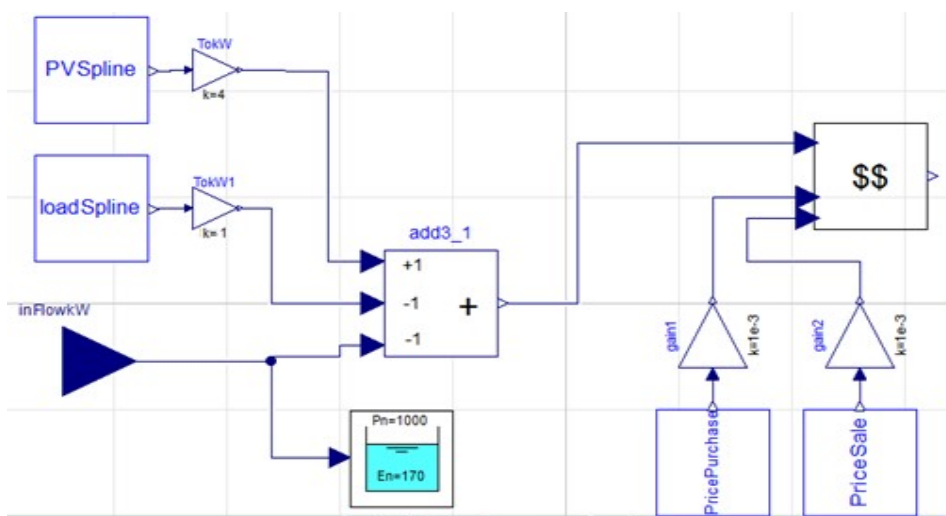 PVSpline
TokW
k=4
loadSpline
TokW1
k= 1
add3_1
+1
-1
+
-1
inFlowkW
Pn=1000
En=170
$$
gain1
k=1e-3
gain2
k=1e-3
PricePurchase
PriceSale